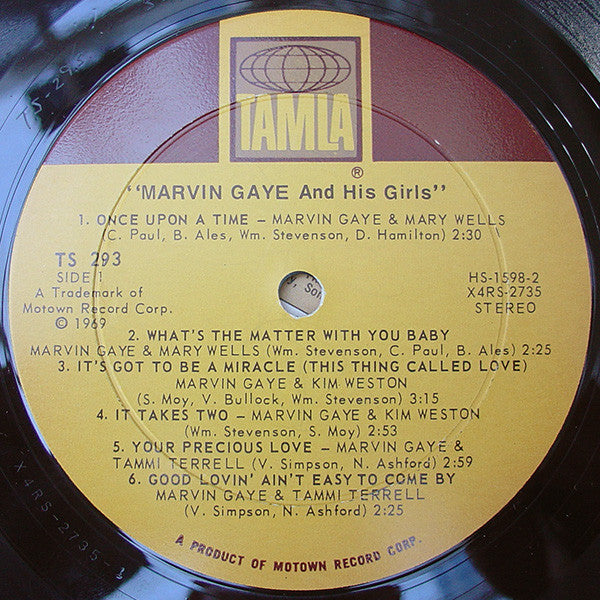 TAMLA
®
"MARVIN GAYE And His Girls"
1. ONCE UPON A TIME – MARVIN GAYE & MARY WELLS
(C. Paul, B. Ales, Wm. Stevenson, D. Hamilton) 2:30
TS 293
SIDE 1
A Trademark of
Motown Record Corp.
© 1969
HS-1598-2
X4RS-2735
STEREO
2. WHAT'S THE MATTER WITH YOU BABY
MARVIN GAYE & MARY WELLS (Wm. Stevenson, C. Paul, B. Ales) 2:25
3. IT'S GOT TO BE A MIRACLE (THIS THING CALLED LOVE)
MARVIN GAYE & KIM WESTON
(S. Moy, V. Bullock, Wm. Stevenson) 3:15
4. IT TAKES TWO – MARVIN GAYE & KIM WESTON
(Wm. Stevenson, S. Moy) 2:53
5. YOUR PRECIOUS LOVE – MARVIN GAYE &
TAMMI TERRELL (V. Simpson, N. Ashford) 2:59
6. GOOD LOVIN' AIN'T EASY TO COME BY
MARVIN GAYE & TAMMI TERRELL
(V. Simpson, N. Ashford) 2:25
A PRODUCT OF MOTOWN RECORD CORP.
TS-293
X4RS-2735-